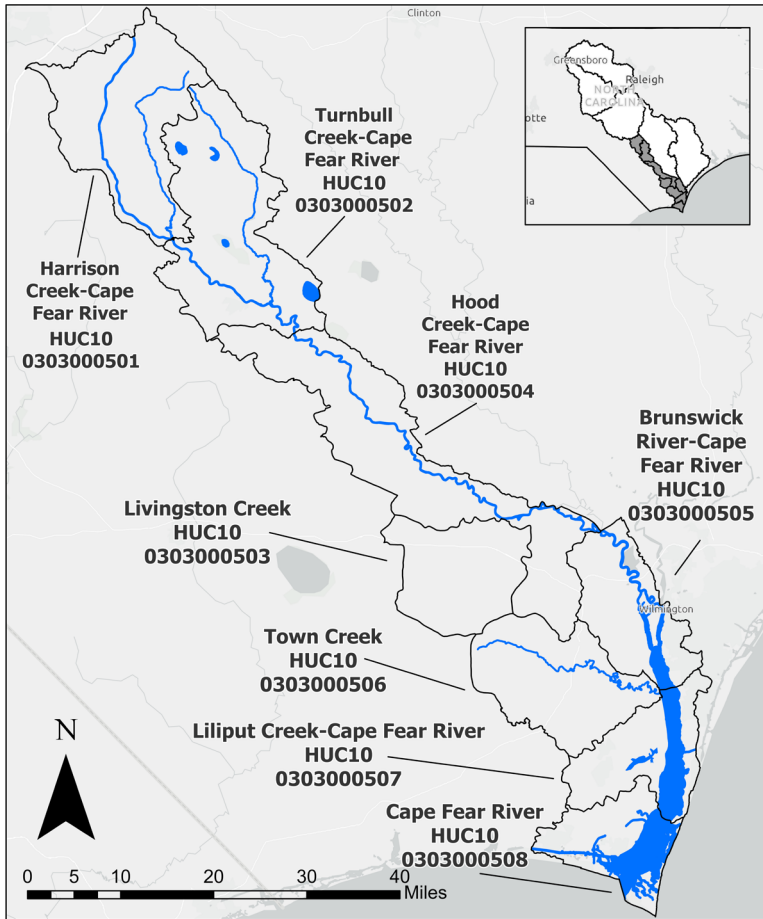 Clinton
Greensboro
Raleigh
NORTH
CAROLINA
otte
ia
Turnbull
Creek-Cape
Fear River
HUC10
0303000502
Harrison
Creek-Cape
Fear River
HUC10
0303000501
Hood
Creek-Cape
Fear River
HUC10
0303000504
Brunswick
River-Cape
Fear River
HUC10
0303000505
Livingston Creek
HUC10
0303000503
Wilmington
Town Creek
HUC10
0303000506
Liliput Creek-Cape Fear River
HUC10
0303000507
Cape Fear River
HUC10
0303000508
N
0 5 10 20 30 40
Miles